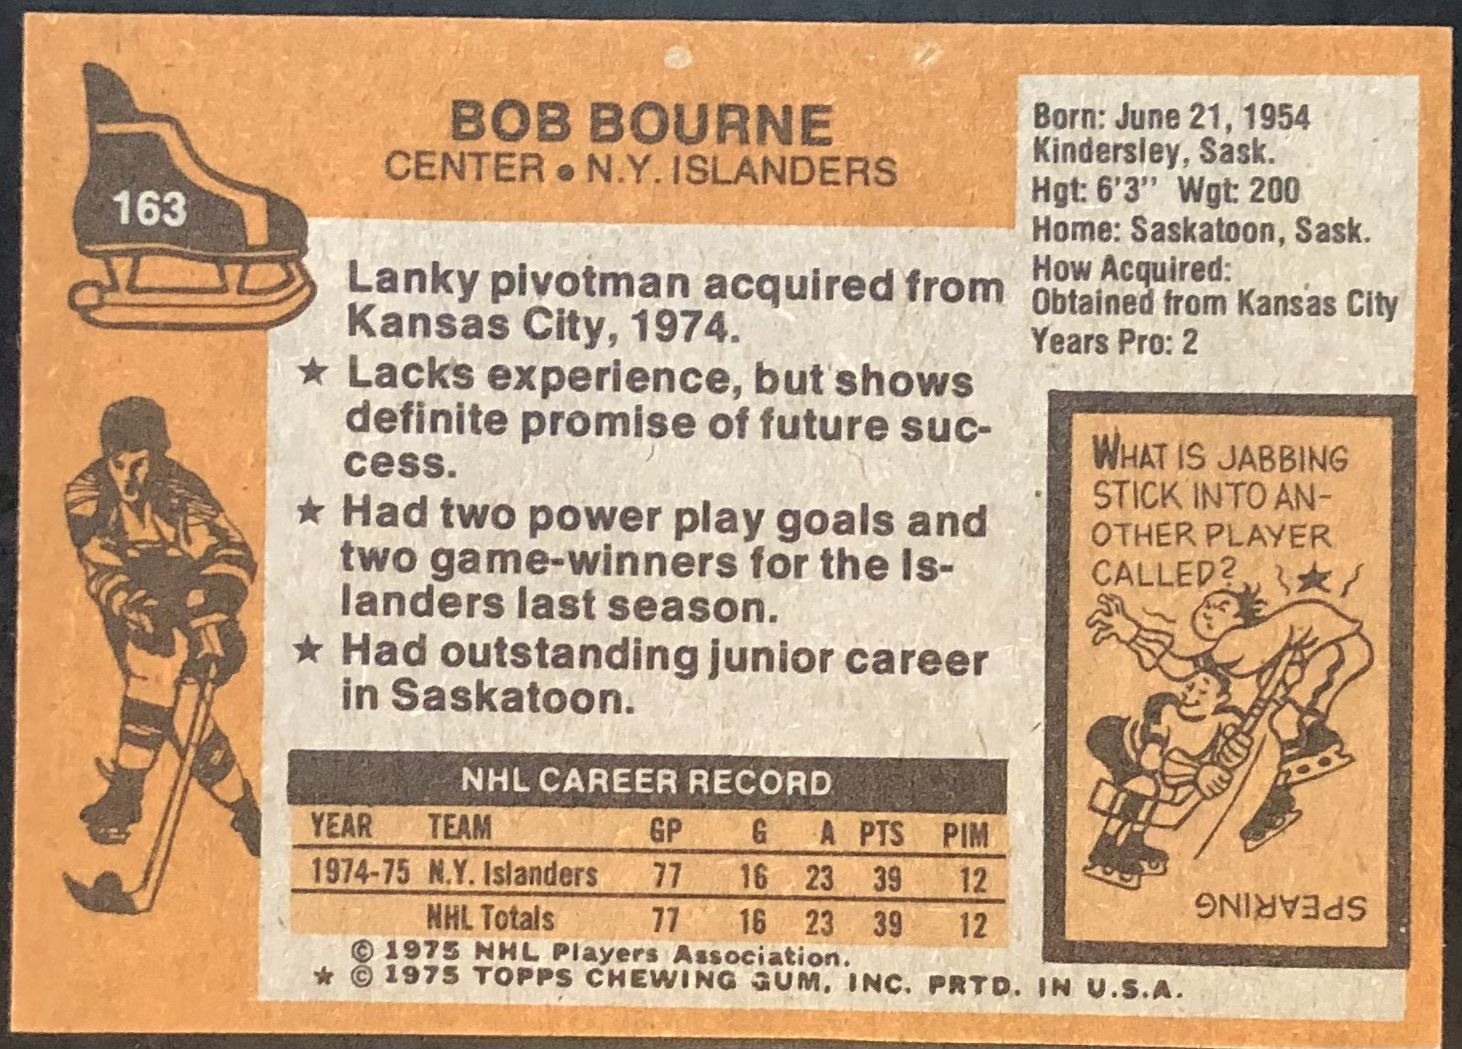 163
BOB BOURNE
CENTER • N.Y. ISLANDERS
Born: June 21, 1954
Kindersley, Sask.
Hgt: 6'3" Wgt: 200
Home: Saskatoon, Sask.
How Acquired:
Obtained from Kansas City
Years Pro: 2
Lanky pivotman acquired from
Kansas City, 1974.
★ Lacks experience, but shows
definite promise of future suc-
cess.
★ Had two power play goals and
two game-winners for the Is-
landers last season.
★ Had outstanding junior career
in Saskatoon.
WHAT IS JABBING
STICK INTO AN-
OTHER PLAYER
CALLED?
SPEARING
NHL CAREER RECORD
YEAR TEAM GP G A PTS PIM
1974-75 N.Y. Islanders 77 16 23 39 12
NHL Totals 77 16 23 39 12
© 1975 NHL Players Association.
★ © 1975 TOPPS CHEWING GUM, INC. PRTD. IN U.S.A.